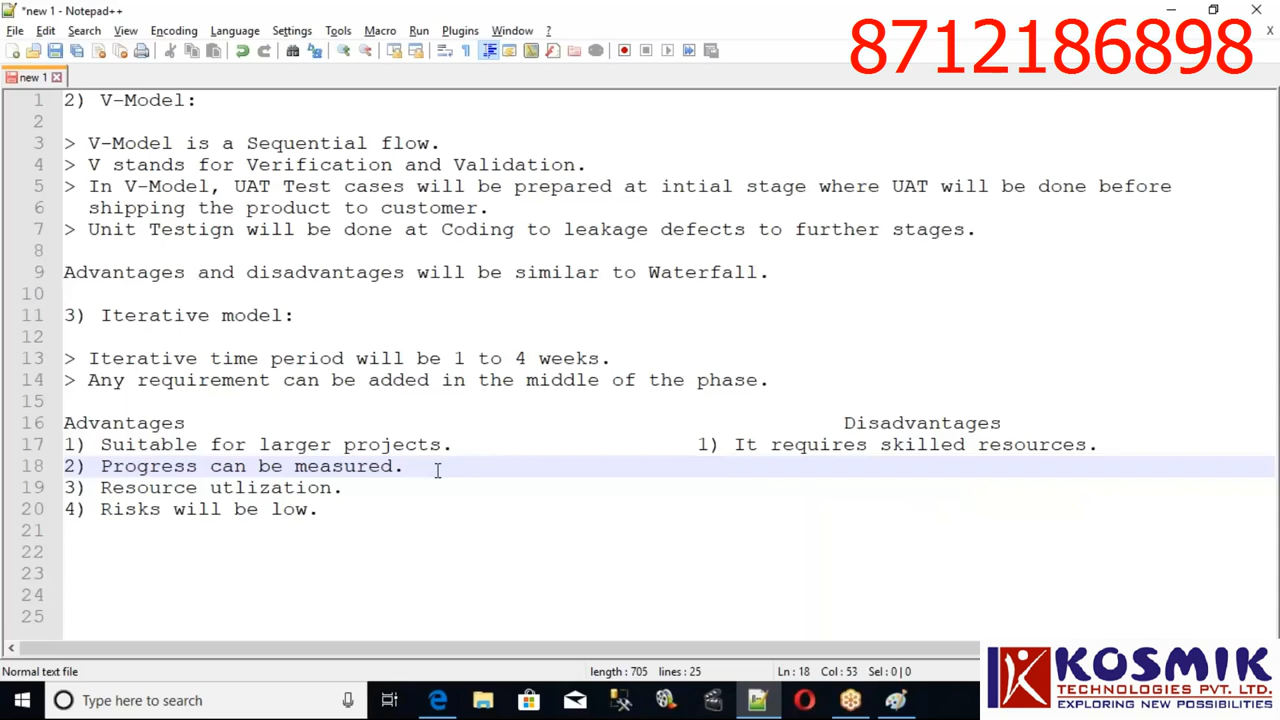 *new 1 - Notepad++
8712186898
File Edit Search View Encoding Language Settings Tools Macro Run Plugins Window ?
new 1
1 2) V-Model:
2
3 > V-Model is a Sequential flow.
4 > V stands for Verification and Validation.
5 > In V-Model, UAT Test cases will be prepared at intial stage where UAT will be done before
6 shipping the product to customer.
7 > Unit Testign will be done at Coding to leakage defects to further stages.
8
9 Advantages and disadvantages will be similar to Waterfall.
10
11 3) Iterative model:
12
13 > Iterative time period will be 1 to 4 weeks.
14 > Any requirement can be added in the middle of the phase.
15
16 Advantages Disadvantages
17 1) Suitable for larger projects. 1) It requires skilled resources.
18 2) Progress can be measured.
19 3) Resource utlization.
20 4) Risks will be low.
21
22
23
24
25
Normal text file length : 705 lines : 25 Ln : 18 Col : 53 Sel : 0 | 0
Type here to search
KOSMIK
TECHNOLOGIES PVT. LTD.
EXPLORING NEW POSSIBILITIES